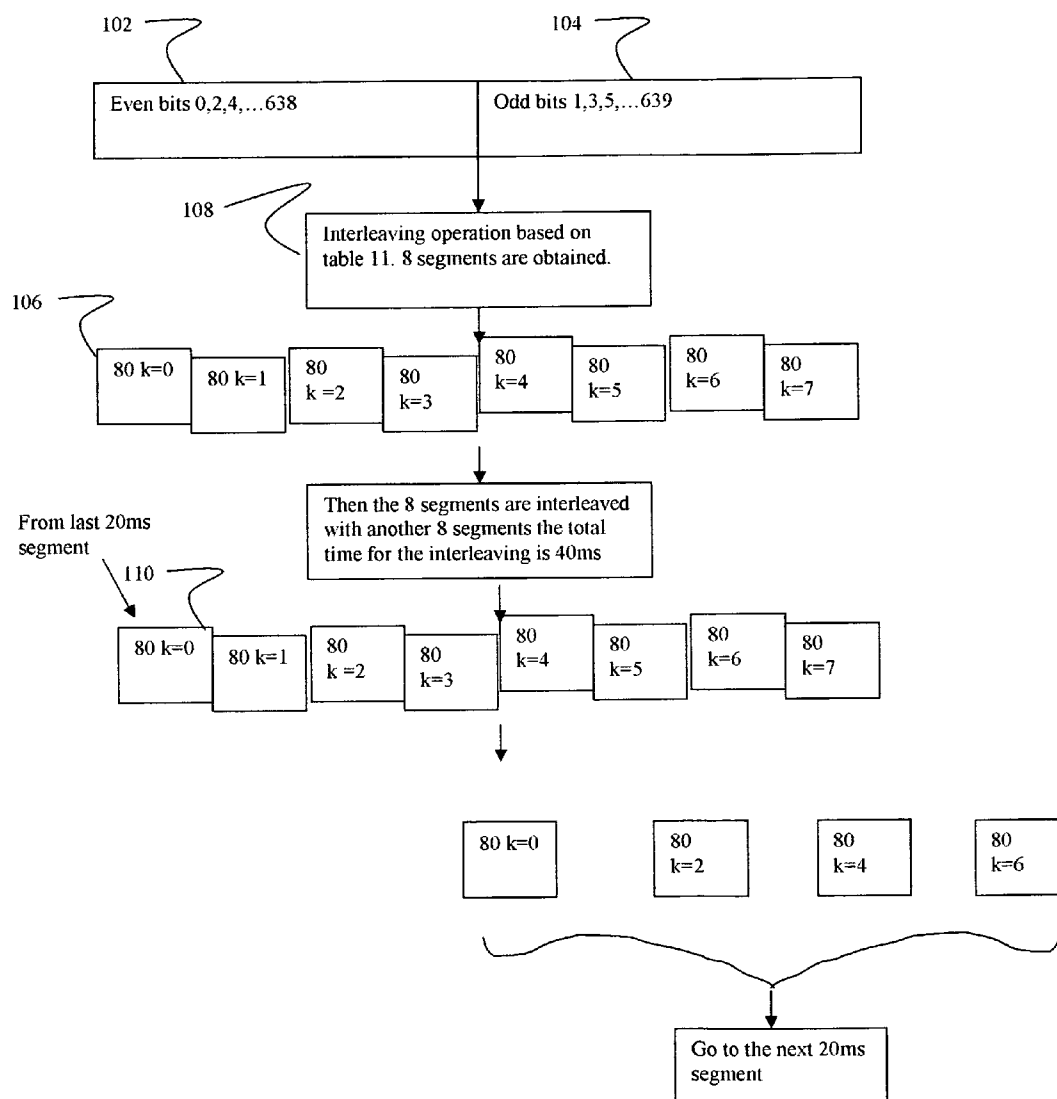 102
104
Even bits 0,2,4,...638
Odd bits 1,3,5,...639
108
Interleaving operation based on
table 11. 8 segments are obtained.
106
80 k=0
80 k=1
80
k =2
80
k=3
80
k=4
80
k=5
80
k=6
80
k=7
Then the 8 segments are interleaved
with another 8 segments the total
time for the interleaving is 40ms
From last 20ms
segment
110
80 k=0
80 k=1
80
k =2
80
k=3
80
k=4
80
k=5
80
k=6
80
k=7
80 k=0
80
k=2
80
k=4
80
k=6
Go to the next 20ms
segment